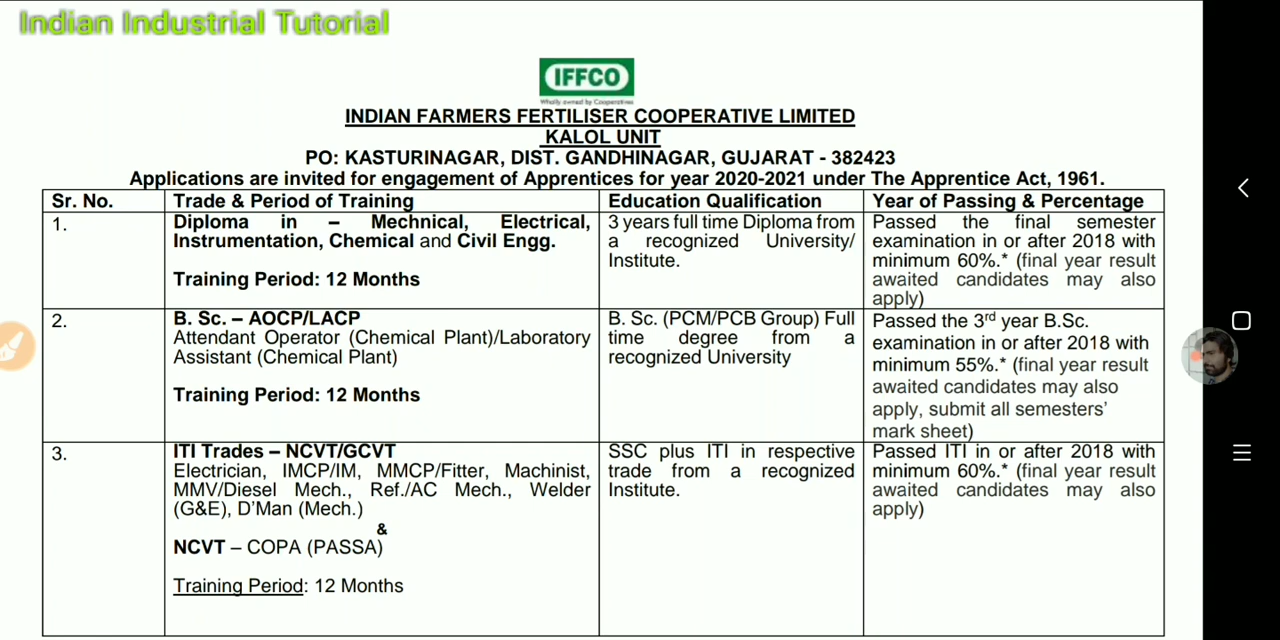 Indian Industrial Tutorial
IFFCO
Wholly owned by Cooperatives
INDIAN FARMERS FERTILISER COOPERATIVE LIMITED
KALOL UNIT
PO: KASTURINAGAR, DIST. GANDHINAGAR, GUJARAT - 382423
Applications are invited for engagement of Apprentices for year 2020-2021 under The Apprentice Act, 1961.
Sr. No.
Trade & Period of Training
Education Qualification
Year of Passing & Percentage
1.
Diploma in – Mechnical, Electrical,
Instrumentation, Chemical and Civil Engg.
Training Period: 12 Months
3 years full time Diploma from
a recognized University/
Institute.
Passed the final semester
examination in or after 2018 with
minimum 60%.* (final year result
awaited candidates may also
apply)
2.
B. Sc. – AOCP/LACP
Attendant Operator (Chemical Plant)/Laboratory
Assistant (Chemical Plant)
Training Period: 12 Months
B. Sc. (PCM/PCB Group) Full
time degree from a
recognized University
Passed the 3rd year B.Sc.
examination in or after 2018 with
minimum 55%.* (final year result
awaited candidates may also
apply, submit all semesters’
mark sheet)
3.
ITI Trades – NCVT/GCVT
Electrician, IMCP/IM, MMCP/Fitter, Machinist,
MMV/Diesel Mech., Ref./AC Mech., Welder
(G&E), D’Man (Mech.)
&
NCVT – COPA (PASSA)
Training Period: 12 Months
SSC plus ITI in respective
trade from a recognized
Institute.
Passed ITI in or after 2018 with
minimum 60%.* (final year result
awaited candidates may also
apply)